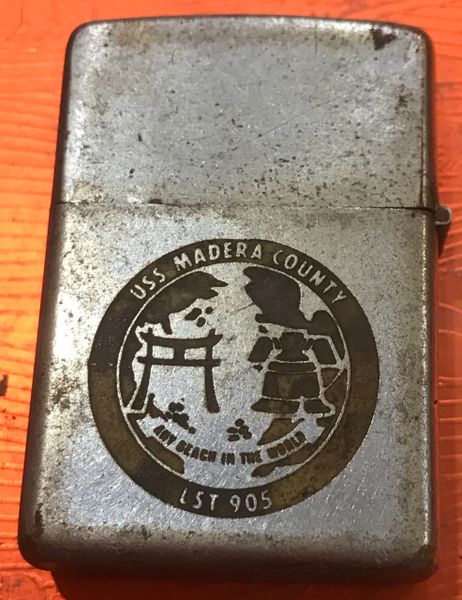 USS MADERA COUNTY
ANY BEACH IN THE WORLD
LST 905